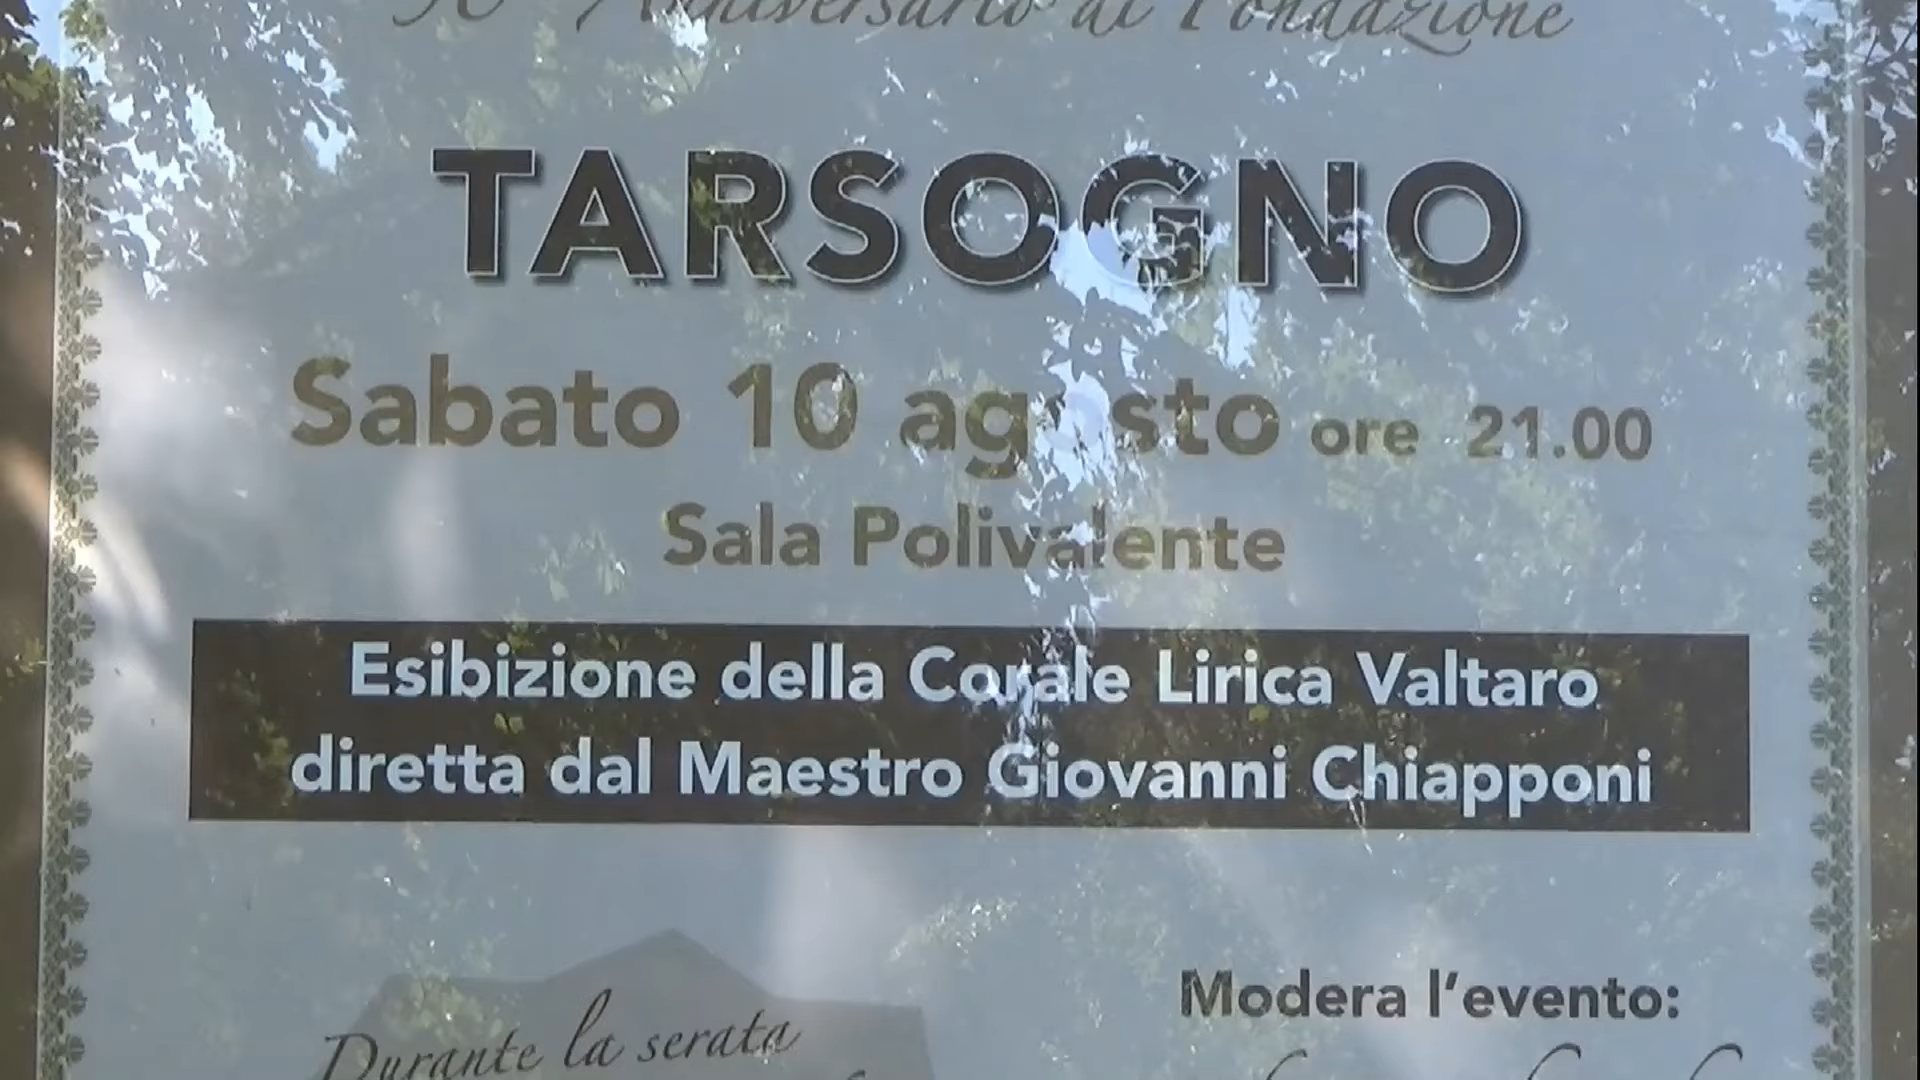 Anniversario di Fondazione
TARSOGNO
Sabato 10 agosto ore 21.00
Sala Polivalente
Esibizione della Corale Lirica Valtaro
diretta dal Maestro Giovanni Chiapponi
Modera l'evento:
Durante la serata